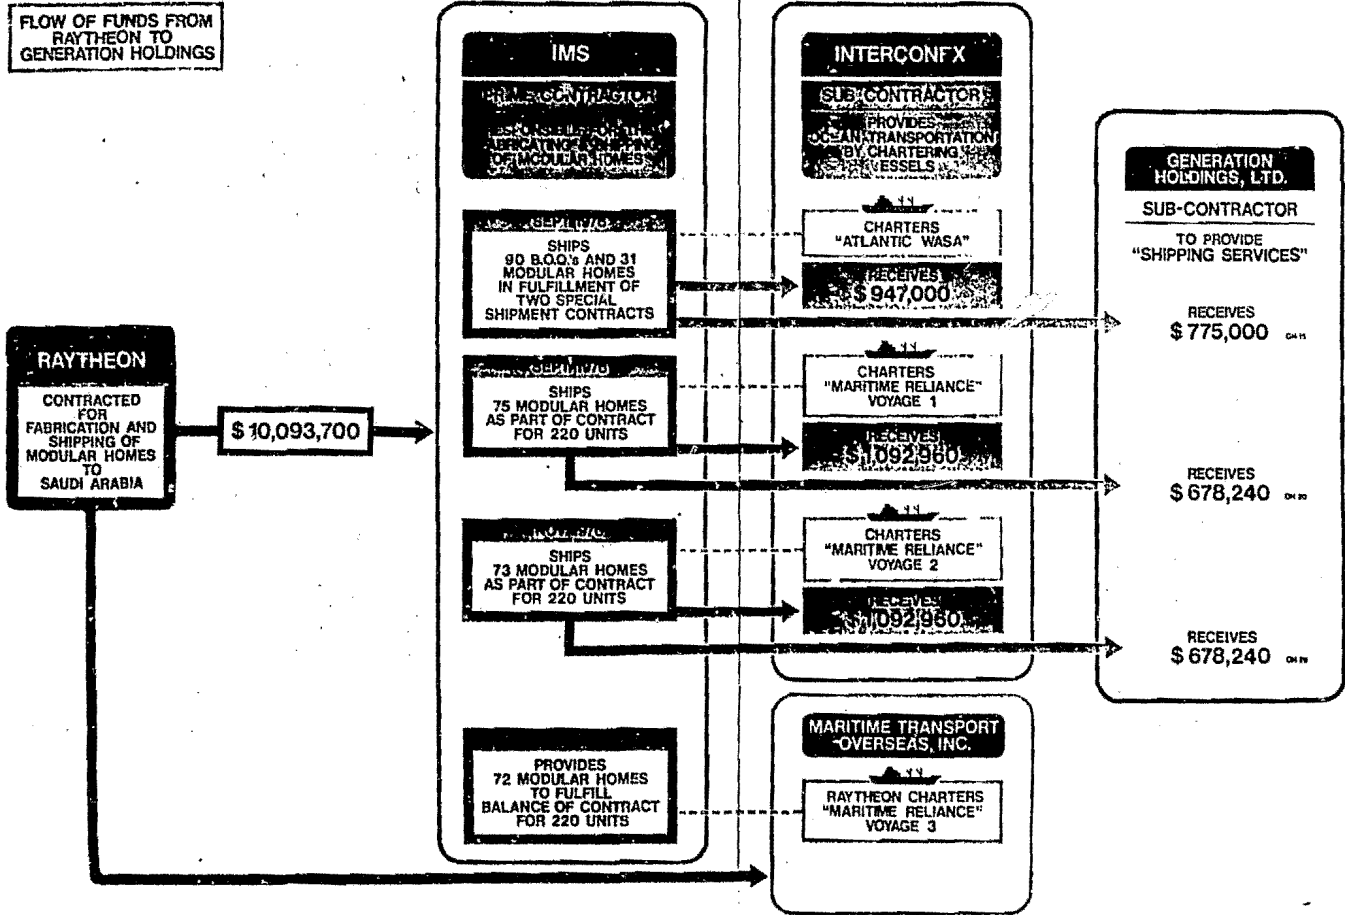 FLOW OF FUNDS FROM
RAYTHEON TO
GENERATION HOLDINGS
RAYTHEON
CONTRACTED
FOR
FABRICATION AND
SHIPPING OF
MODULAR HOMES
TO
SAUDI ARABIA
$10,093,700
IMS
PRIME CONTRACTOR
OF MODULAR HOMES
SEPT 1976
SHIPS
90 B.O.Q.'s AND 31
MODULAR HOMES
IN FULFILLMENT OF
TWO SPECIAL
SHIPMENT CONTRACTS
SEPT 1976
SHIPS
75 MODULAR HOMES
AS PART OF CONTRACT
FOR 220 UNITS
NOV. 1976
SHIPS
73 MODULAR HOMES
AS PART OF CONTRACT
FOR 220 UNITS
PROVIDES
72 MODULAR HOMES
TO FULFILL
BALANCE OF CONTRACT
FOR 220 UNITS
INTERCONEX
SUB-CONTRACTOR
PROVIDES
OCEAN TRANSPORTATION
BY CHARTERING
VESSELS
CHARTERS
"ATLANTIC WASA"
RECEIVES
$947,000
CHARTERS
"MARITIME RELIANCE"
VOYAGE 1
RECEIVES
$1,092,960
CHARTERS
"MARITIME RELIANCE"
VOYAGE 2
RECEIVES
$1,092,960
MARITIME TRANSPORT
OVERSEAS, INC.
RAYTHEON CHARTERS
"MARITIME RELIANCE"
VOYAGE 3
GENERATION
HOLDINGS, LTD.
SUB-CONTRACTOR
TO PROVIDE
"SHIPPING SERVICES"
RECEIVES
$775,000
RECEIVES
$678,240
RECEIVES
$678,240